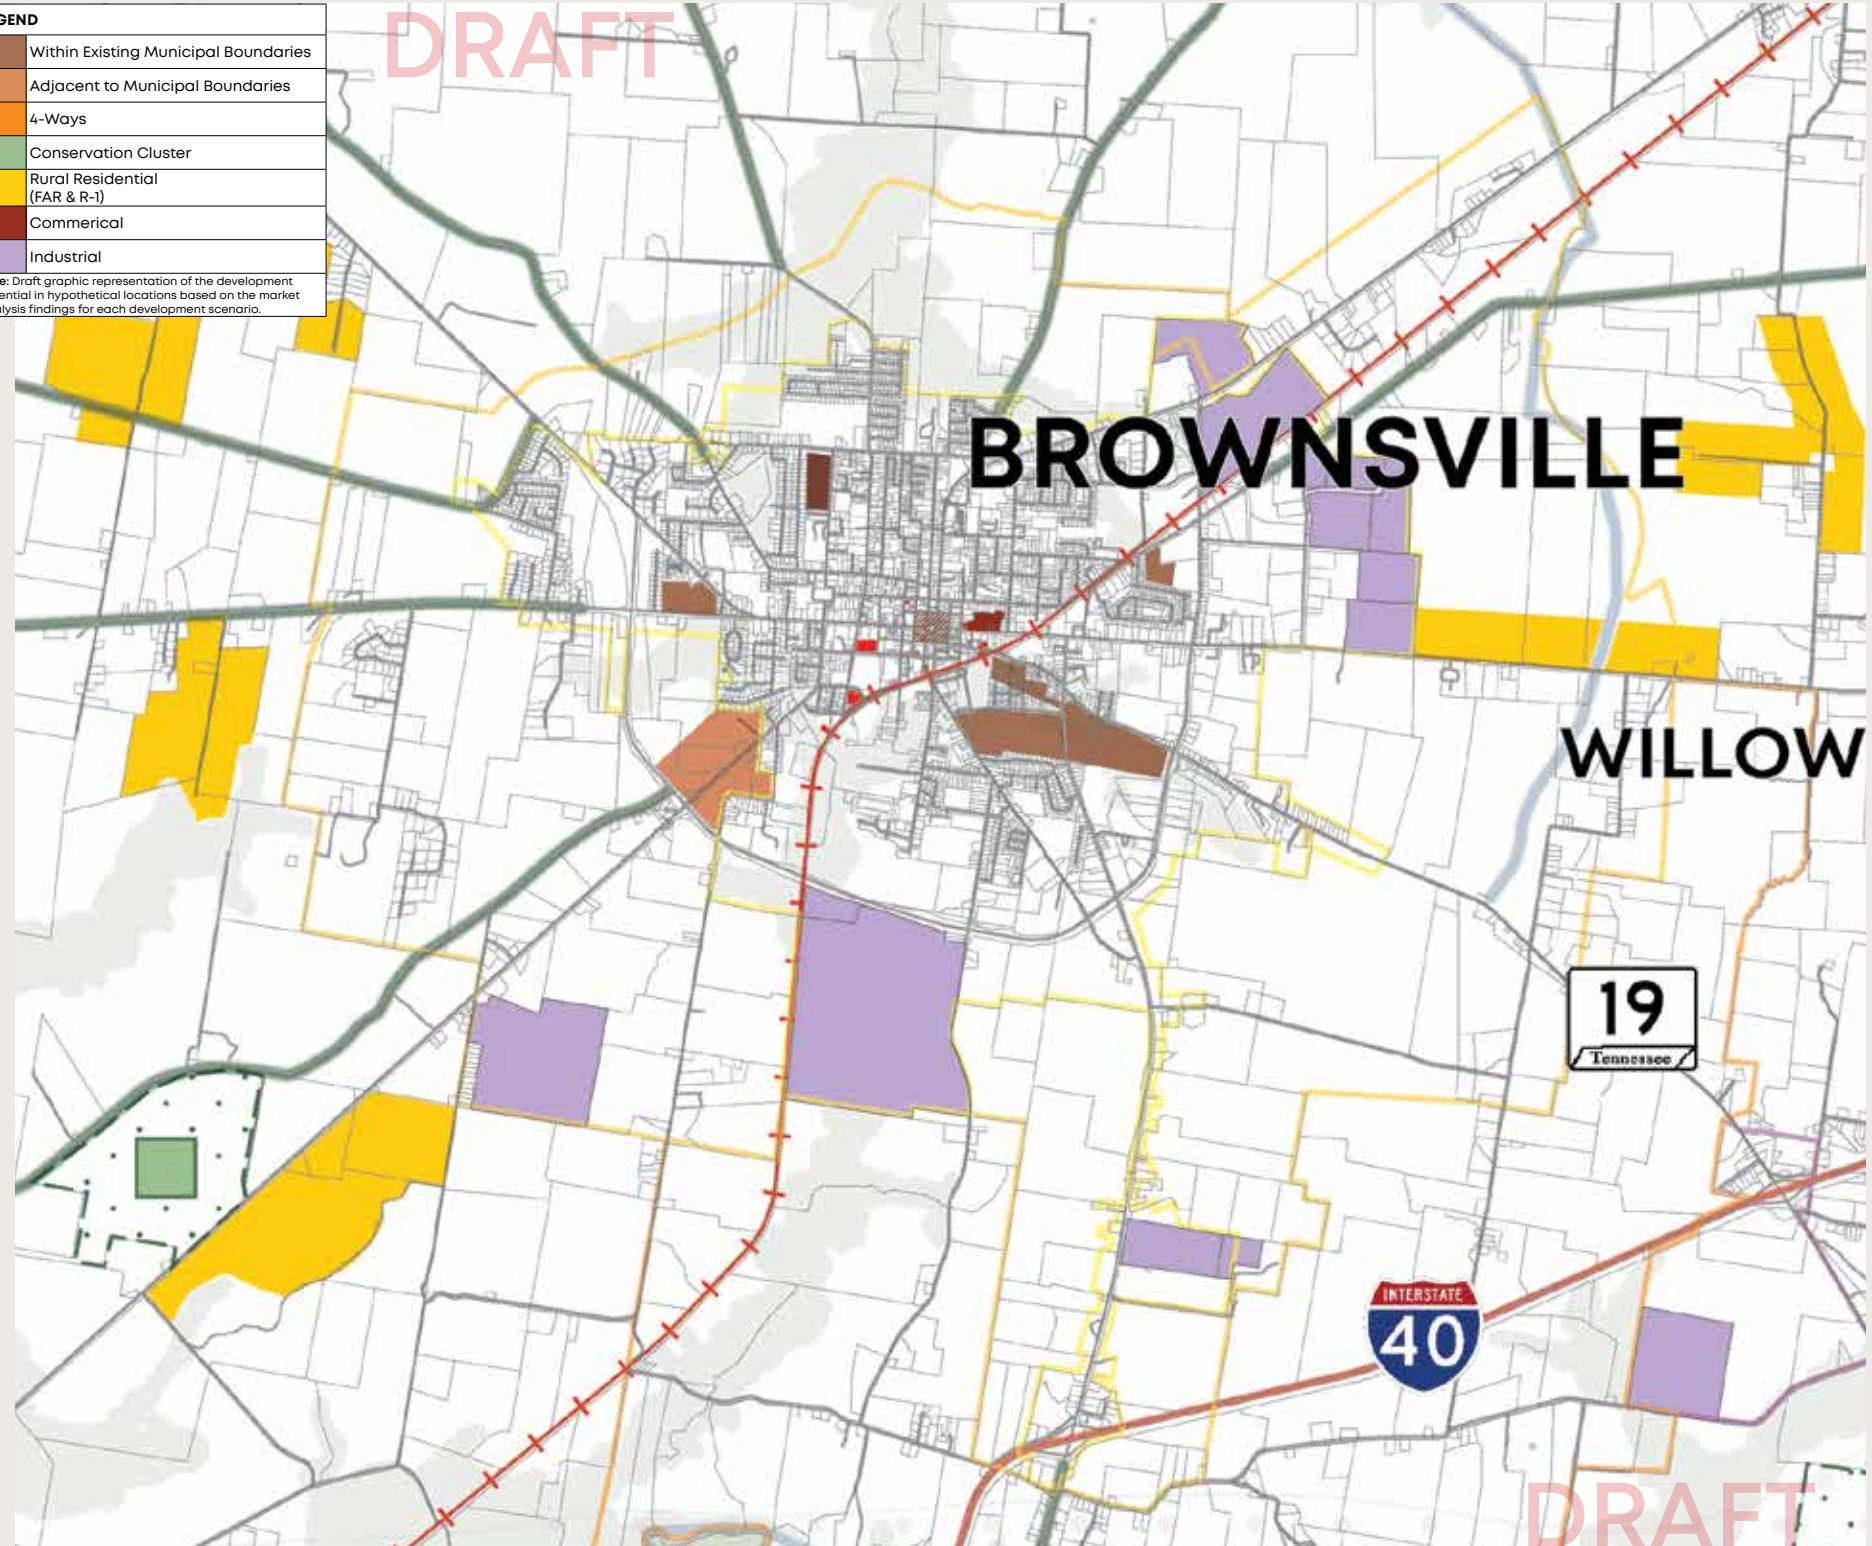 GEND
DRAFT
Within Existing Municipal Boundaries
Adjacent to Municipal Boundaries
4-Ways
Conservation Cluster
Rural Residential
(FAR & R-1)
Commerical
Industrial
e: Draft graphic representation of the development
ential in hypothetical locations based on the market
lysis findings for each development scenario.
BROWNSVILLE
WILLOW
19
Tennessee
INTERSTATE
40
DRAFT